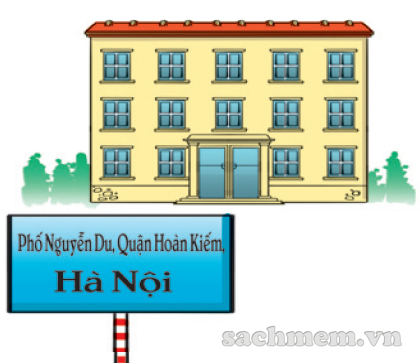 Phố Nguyễn Du, Quận Hoàn Kiếm,
Hà Nội
sachmem.vn